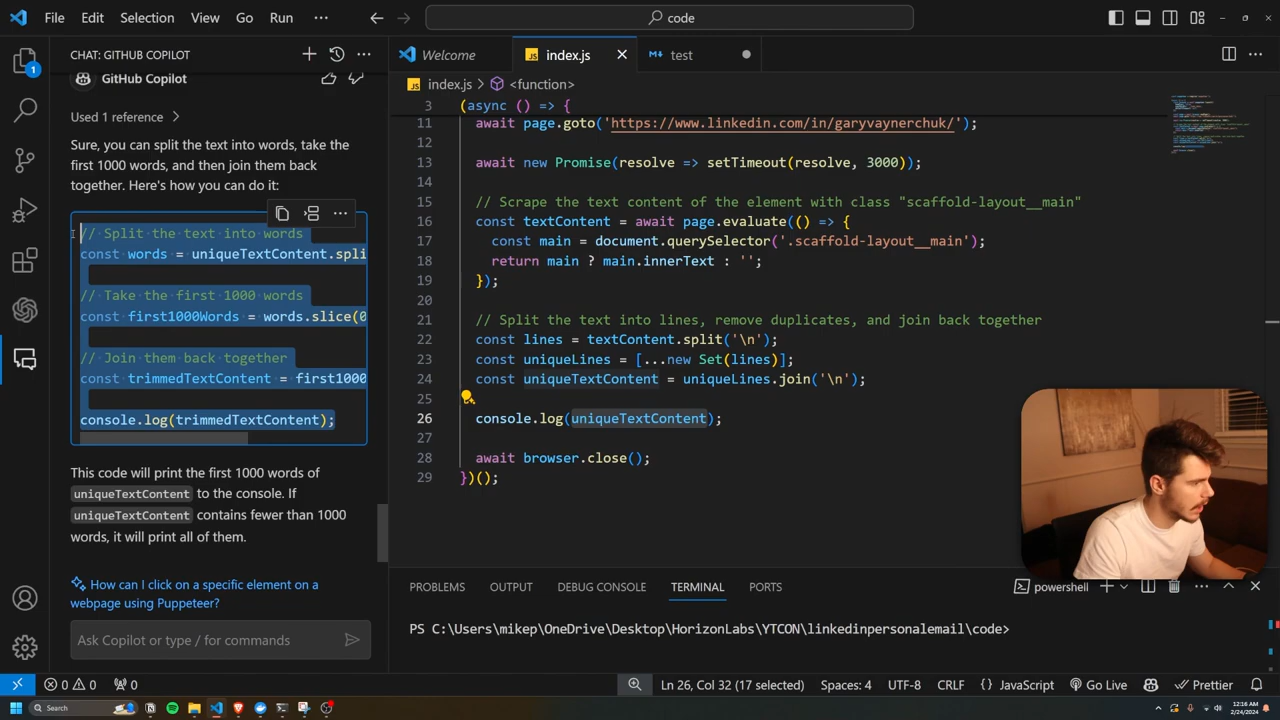 File Edit Selection View Go Run ··· code
CHAT: GITHUB COPILOT
Welcome index.js test
GitHub Copilot
index.js > <function>
Used 1 reference >
Sure, you can split the text into words, take the
first 1000 words, and then join them back
together. Here's how you can do it:
// Split the text into words
const words = uniqueTextContent.spli
// Take the first 1000 words
const first1000Words = words.slice(0
// Join them back together
const trimmedTextContent = first1000
console.log(trimmedTextContent);
This code will print the first 1000 words of
uniqueTextContent to the console. If
uniqueTextContent contains fewer than 1000
words, it will print all of them.
How can I click on a specific element on a
webpage using Puppeteer?
Ask Copilot or type / for commands
3 (async () => {
11 await page.goto('https://www.linkedin.com/in/garyvaynerchuk/');
12
13 await new Promise(resolve => setTimeout(resolve, 3000));
14
15 // Scrape the text content of the element with class "scaffold-layout__main"
16 const textContent = await page.evaluate(() => {
17 const main = document.querySelector('.scaffold-layout__main');
18 return main ? main.innerText : '';
19 });
20
21 // Split the text into lines, remove duplicates, and join back together
22 const lines = textContent.split('\n');
23 const uniqueLines = [...new Set(lines)];
24 const uniqueTextContent = uniqueLines.join('\n');
25
26 console.log(uniqueTextContent);
27
28 await browser.close();
29 })();
PROBLEMS OUTPUT DEBUG CONSOLE TERMINAL PORTS powershell
PS C:\Users\mikep\OneDrive\Desktop\HorizonLabs\YTCON\linkedinpersonalemail\code>
0 0 0 Ln 26, Col 32 (17 selected) Spaces: 4 UTF-8 CRLF {} JavaScript Go Live Prettier
Search 12:16 AM
2/24/2024